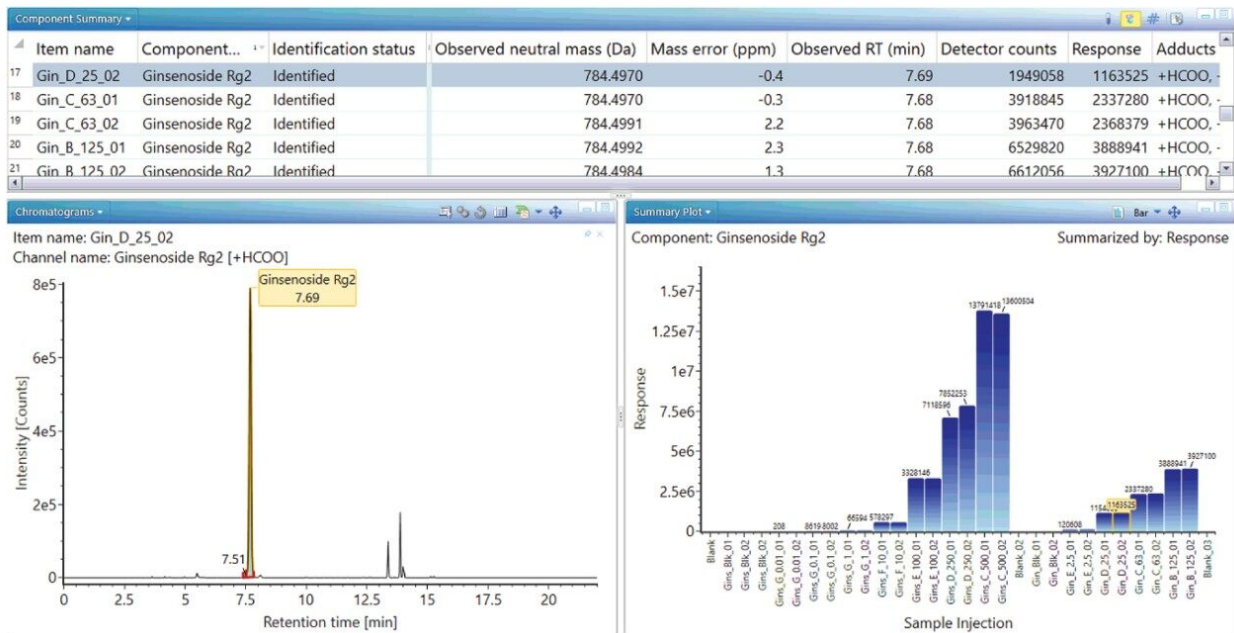 Component Summary
Item name Component... Identification status Observed neutral mass (Da) Mass error (ppm) Observed RT (min) Detector counts Response Adducts
17 Gin_D_25_02 Ginsenoside Rg2 Identified 784.4970 -0.4 7.69 1949058 1163525 +HCOO, -
18 Gin_C_63_01 Ginsenoside Rg2 Identified 784.4970 -0.3 7.68 3918845 2337280 +HCOO, -
19 Gin_C_63_02 Ginsenoside Rg2 Identified 784.4991 2.2 7.68 3963470 2368379 +HCOO, -
20 Gin_B_125_01 Ginsenoside Rg2 Identified 784.4992 2.3 7.68 6529820 3888941 +HCOO, -
21 Gin_B_125_02 Ginsenoside Rg2 Identified 784.4984 1.3 7.68 6612056 3927100 +HCOO, -
Chromatograms
Item name: Gin_D_25_02
Channel name: Ginsenoside Rg2 [+HCOO]
Ginsenoside Rg2
7.69
8e5
6e5
4e5
2e5
0
Intensity [Counts]
7.51
0 2.5 5 7.5 10 12.5 15 17.5 20
Retention time [min]
Summary Plot
Bar
Component: Ginsenoside Rg2
Summarized by: Response
1.5e7
1.25e7
1e7
7.5e6
5e6
2.5e6
0
Response
208
8619
8002
66594
578297
3328146
7118596
7852253
13791418
13600504
120608
1163525
2337280
3888941
3927100
Blank
Gins_Blk_01
Gins_Blk_02
Gins_Blk_02
Gins_G_0.01_01
Gins_G_0.01_02
Gins_G_0.1_01
Gins_G_0.1_02
Gins_G_1_01
Gins_G_1_02
Gins_F_10_01
Gins_F_10_02
Gins_E_100_01
Gins_E_100_02
Gins_D_250_01
Gins_D_250_02
Gins_C_500_01
Gins_C_500_02
Blank_02
Gin_Blk_01
Gin_Blk_02
Gin_E_2.5_01
Gin_E_2.5_02
Gin_D_25_01
Gin_D_25_02
Gin_C_63_01
Gin_C_63_02
Gin_B_125_01
Gin_B_125_02
Blank_03
Sample Injection